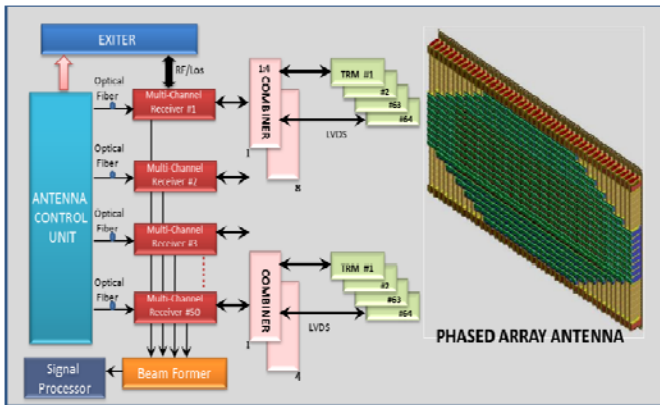 EXITER
RF/Los
Optical
Fiber
Multi-Channel
Receiver #1
1:4
COMBINER
TRM #1
#2
#63
#64
LVDS
1
8
Optical
Fiber
Multi-Channel
Receiver #2
ANTENNA
CONTROL
UNIT
Optical
Fiber
Multi-Channel
Receiver #3
Optical
Fiber
Multi-Channel
Receiver #50
COMBINER
TRM #1
#2
#63
#64
LVDS
1
4
PHASED ARRAY ANTENNA
Signal
Processor
Beam Former